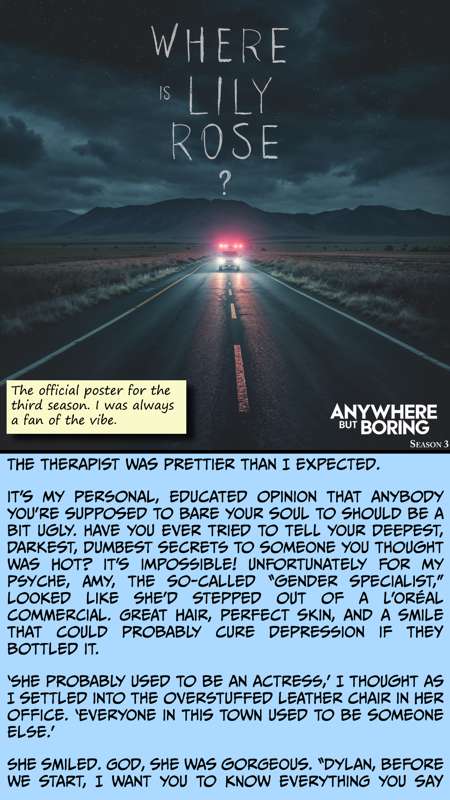 WHERE
IS LILY
ROSE
?
The official poster for the
third season. I was always
a fan of the vibe.
ANYWHERE
BUT BORING
SEASON 3
THE THERAPIST WAS PRETTIER THAN I EXPECTED.
IT'S MY PERSONAL, EDUCATED OPINION THAT ANYBODY
YOU'RE SUPPOSED TO BARE YOUR SOUL TO SHOULD BE A
BIT UGLY. HAVE YOU EVER TRIED TO TELL YOUR DEEPEST,
DARKEST, DUMBEST SECRETS TO SOMEONE YOU THOUGHT
WAS HOT? IT'S IMPOSSIBLE! UNFORTUNATELY FOR MY
PSYCHE, AMY, THE SO-CALLED "GENDER SPECIALIST,"
LOOKED LIKE SHE'D STEPPED OUT OF A L'ORÉAL
COMMERCIAL. GREAT HAIR, PERFECT SKIN, AND A SMILE
THAT COULD PROBABLY CURE DEPRESSION IF THEY
BOTTLED IT.
'SHE PROBABLY USED TO BE AN ACTRESS,' I THOUGHT AS
I SETTLED INTO THE OVERSTUFFED LEATHER CHAIR IN HER
OFFICE. 'EVERYONE IN THIS TOWN USED TO BE SOMEONE
ELSE.'
SHE SMILED. GOD, SHE WAS GORGEOUS. "DYLAN, BEFORE
WE START, I WANT YOU TO KNOW EVERYTHING YOU SAY